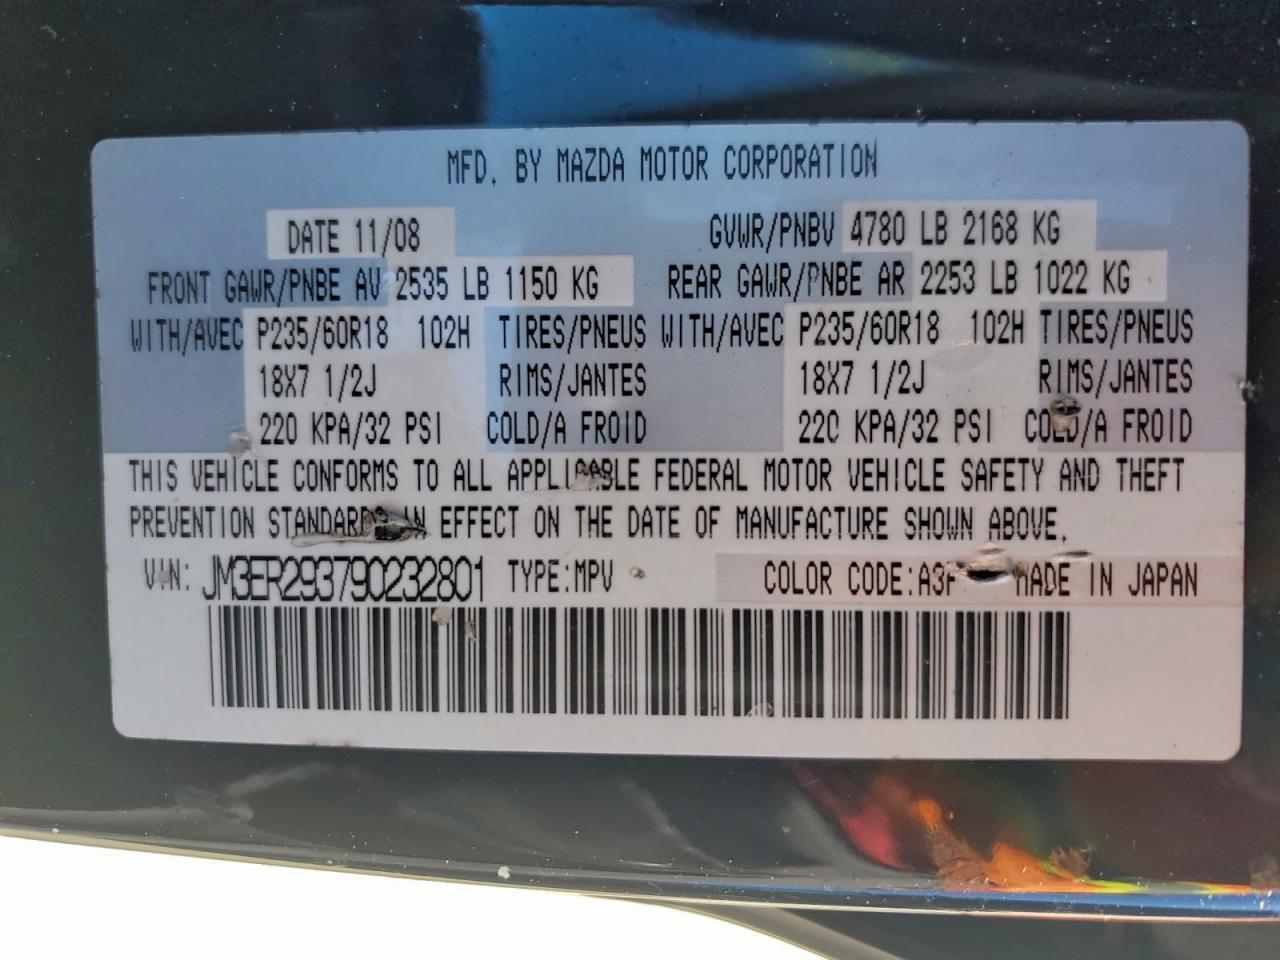 MFD. BY MAZDA MOTOR CORPORATION
DATE 11/08 GVWR/PNBV 4780 LB 2168 KG
FRONT GAWR/PNBE AV 2535 LB 1150 KG REAR GAWR/PNBE AR 2253 LB 1022 KG
WITH/AVEC P235/60R18 102H TIRES/PNEUS WITH/AVEC P235/60R18 102H TIRES/PNEUS
18X7 1/2J RIMS/JANTES 18X7 1/2J RIMS/JANTES
220 KPA/32 PSI COLD/A FROID 220 KPA/32 PSI COLD/A FROID
THIS VEHICLE CONFORMS TO ALL APPLICABLE FEDERAL MOTOR VEHICLE SAFETY AND THEFT
PREVENTION STANDARDS IN EFFECT ON THE DATE OF MANUFACTURE SHOWN ABOVE.
VIN: JM3ER293790232801 TYPE:MPV COLOR CODE:A3F MADE IN JAPAN